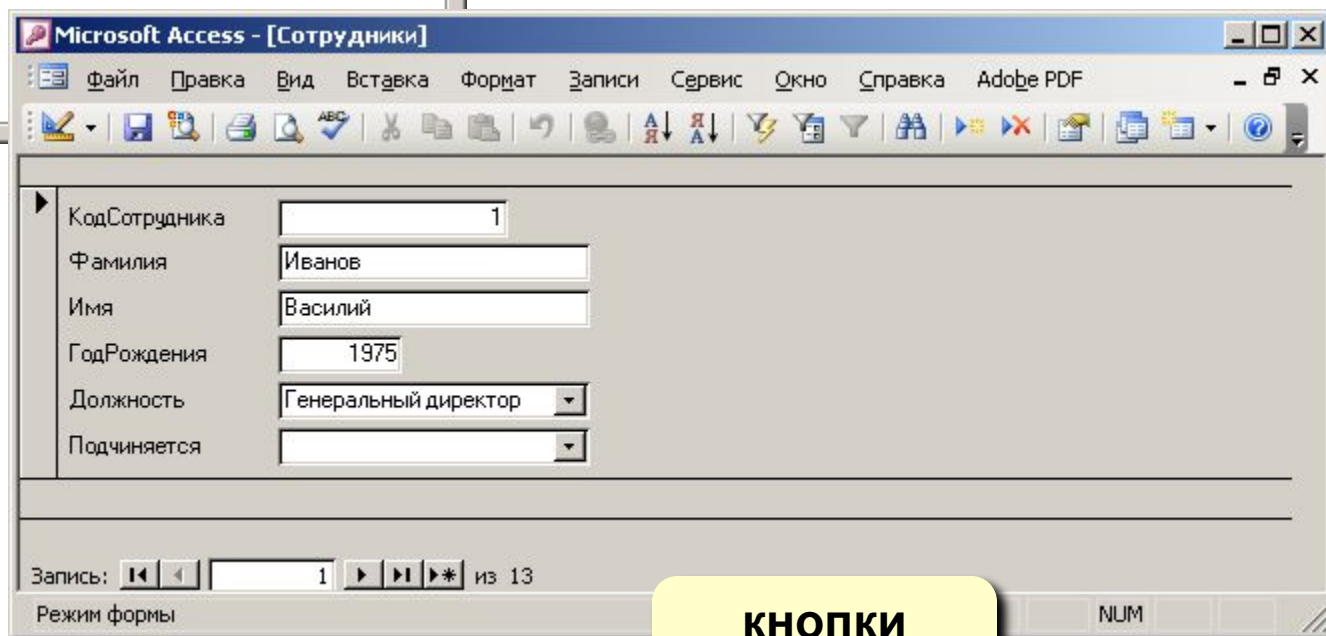 Microsoft Access - [Сотрудники]
Файл Правка Вид Вставка Формат Записи Сервис Окно Справка Adobe PDF
ABC А Я Я А
КодСотрудника 1
Фамилия Иванов
Имя Василий
ГодРождения 1975
Должность Генеральный директор
Подчиняется
Запись: 1 из 13
Режим формы NUM
кнопки